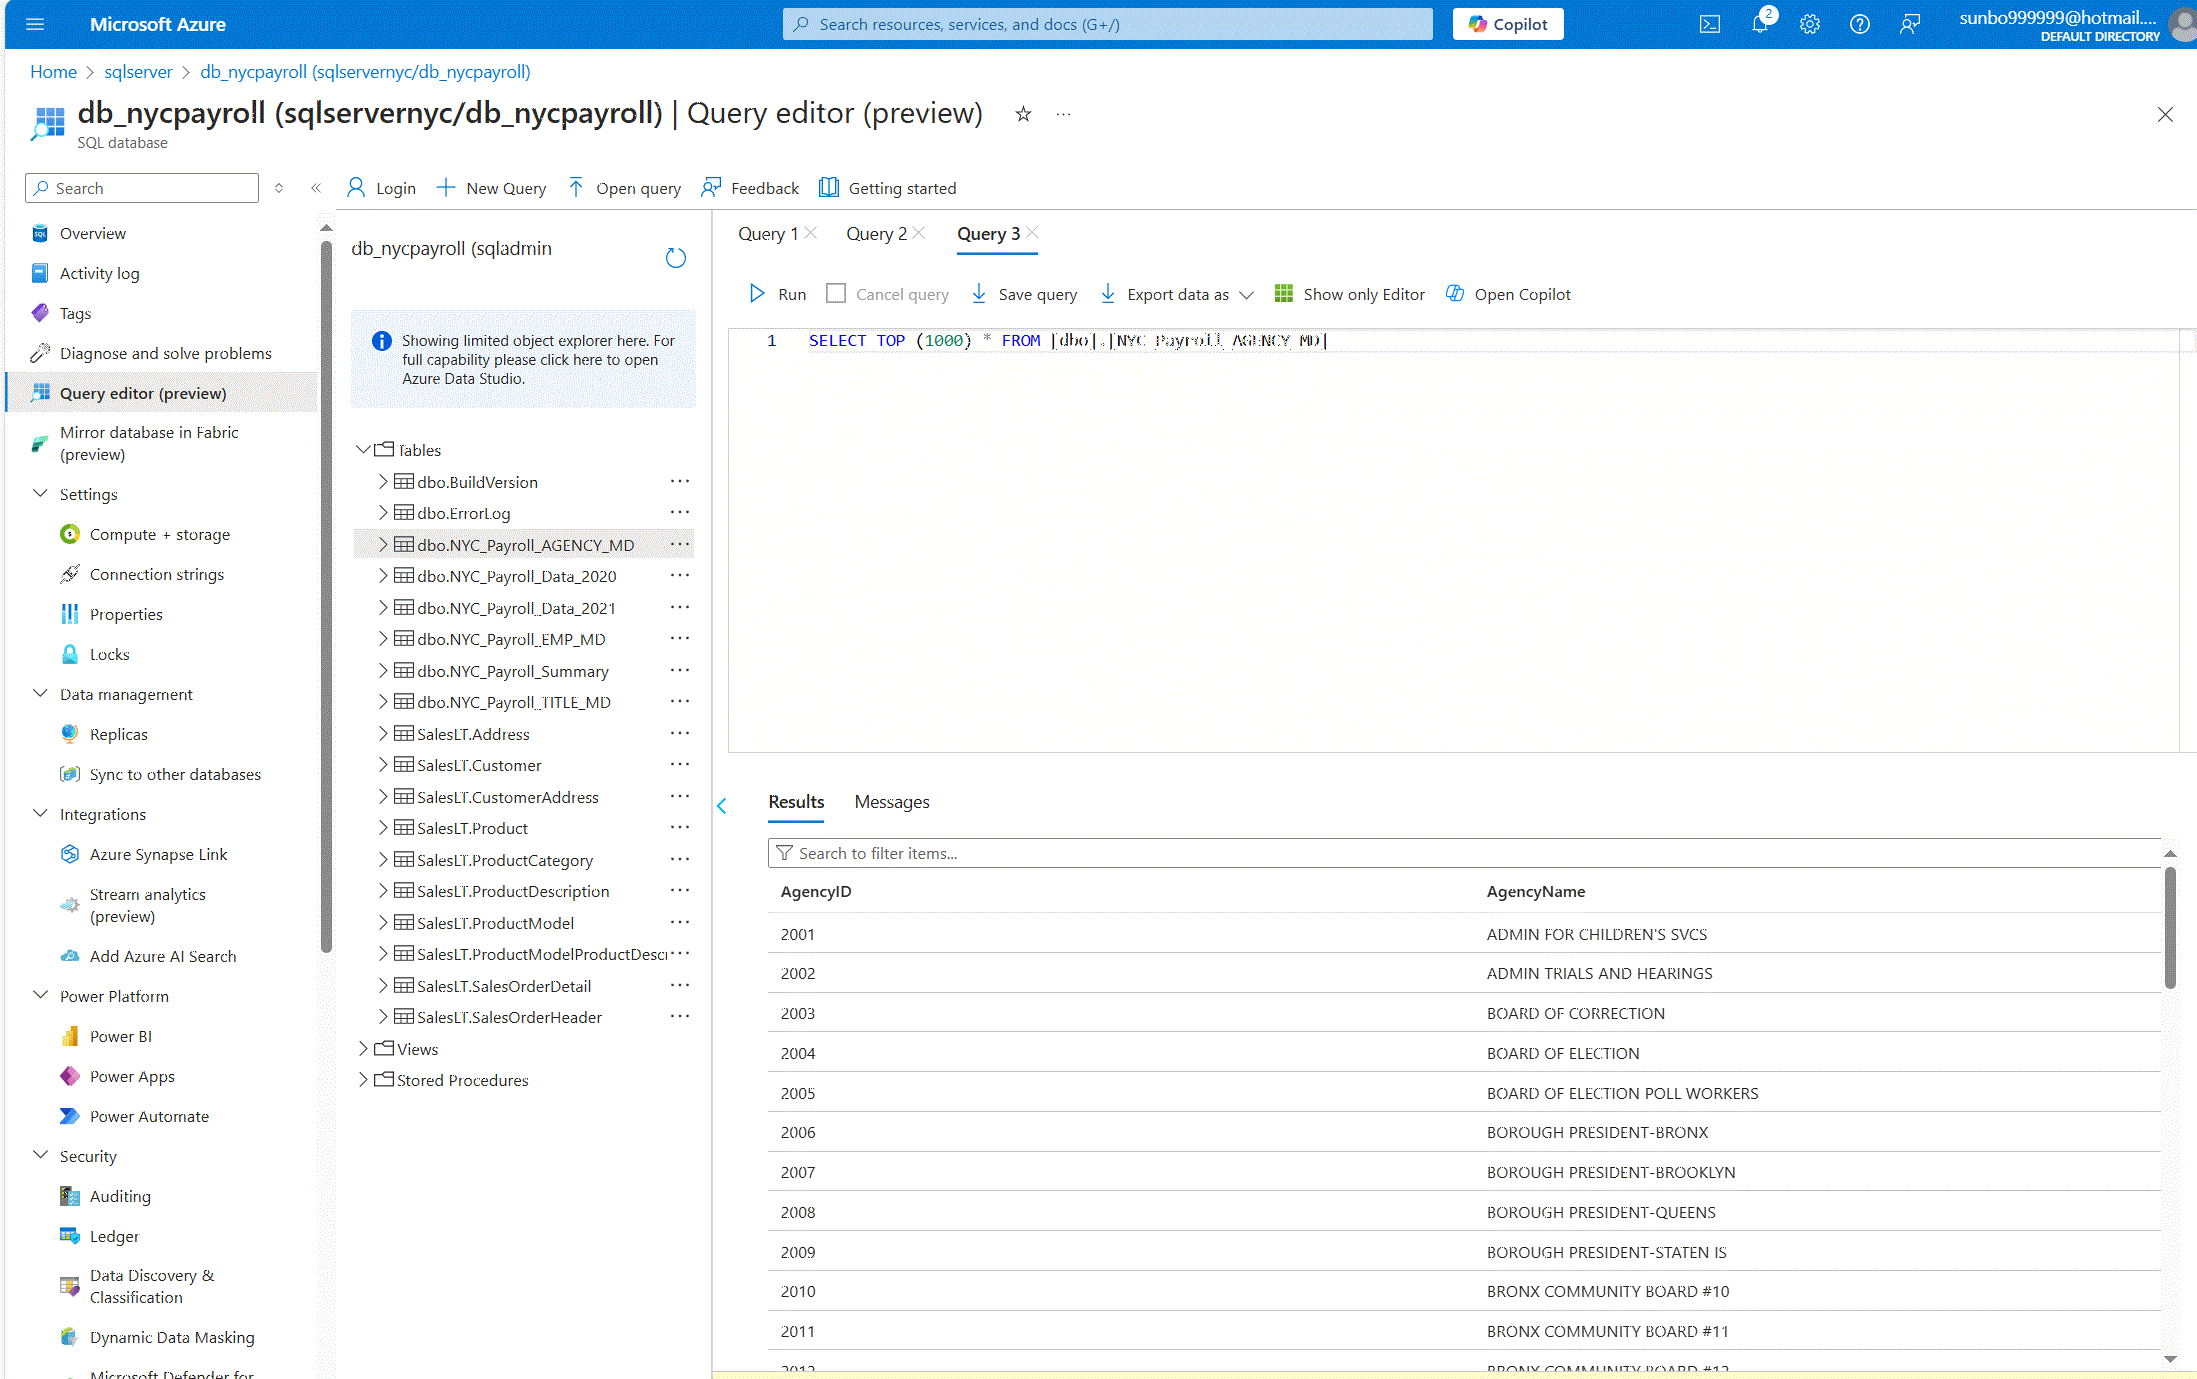 Microsoft Azure
Search resources, services, and docs (G+/)
Copilot
2
sunbo999999@hotmail....
DEFAULT DIRECTORY
Home > sqlserver > db_nycpayroll (sqlservernyc/db_nycpayroll)
db_nycpayroll (sqlservernyc/db_nycpayroll) | Query editor (preview)
SQL database
Search
Login
New Query
Open query
Feedback
Getting started
Overview
Activity log
Tags
Diagnose and solve problems
Query editor (preview)
Mirror database in Fabric
(preview)
Settings
Compute + storage
Connection strings
Properties
Locks
Data management
Replicas
Sync to other databases
Integrations
Azure Synapse Link
Stream analytics
(preview)
Add Azure AI Search
Power Platform
Power BI
Power Apps
Power Automate
Security
Auditing
Ledger
Data Discovery &
Classification
Dynamic Data Masking
Microsoft Defender for
db_nycpayroll (sqladmin
Showing limited object explorer here. For
full capability please click here to open
Azure Data Studio.
Tables
dbo.BuildVersion
dbo.ErrorLog
dbo.NYC_Payroll_AGENCY_MD
dbo.NYC_Payroll_Data_2020
dbo.NYC_Payroll_Data_2021
dbo.NYC_Payroll_EMP_MD
dbo.NYC_Payroll_Summary
dbo.NYC_Payroll_TITLE_MD
SalesLT.Address
SalesLT.Customer
SalesLT.CustomerAddress
SalesLT.Product
SalesLT.ProductCategory
SalesLT.ProductDescription
SalesLT.ProductModel
SalesLT.ProductModelProductDescr
SalesLT.SalesOrderDetail
SalesLT.SalesOrderHeader
Views
Stored Procedures
Query 1
Query 2
Query 3
Run
Cancel query
Save query
Export data as
Show only Editor
Open Copilot
1 SELECT TOP (1000) * FROM [dbo].[NYC_Payroll_AGENCY_MD]
Results
Messages
Search to filter items...
AgencyID AgencyName
2001 ADMIN FOR CHILDREN'S SVCS
2002 ADMIN TRIALS AND HEARINGS
2003 BOARD OF CORRECTION
2004 BOARD OF ELECTION
2005 BOARD OF ELECTION POLL WORKERS
2006 BOROUGH PRESIDENT-BRONX
2007 BOROUGH PRESIDENT-BROOKLYN
2008 BOROUGH PRESIDENT-QUEENS
2009 BOROUGH PRESIDENT-STATEN IS
2010 BRONX COMMUNITY BOARD #10
2011 BRONX COMMUNITY BOARD #11
2012 BRONX COMMUNITY BOARD #12